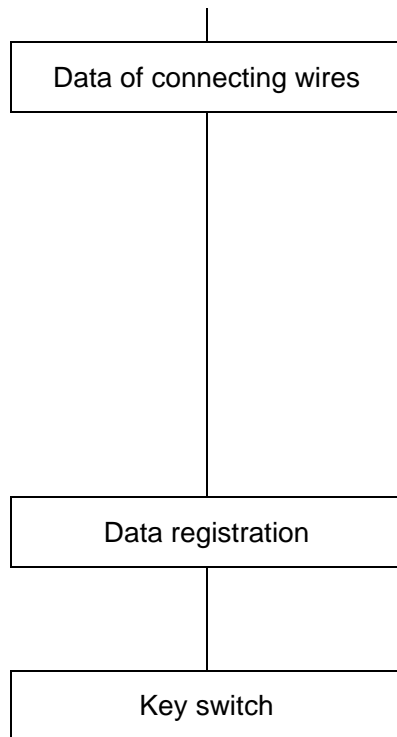 Data of connecting wires
Data registration
Key switch